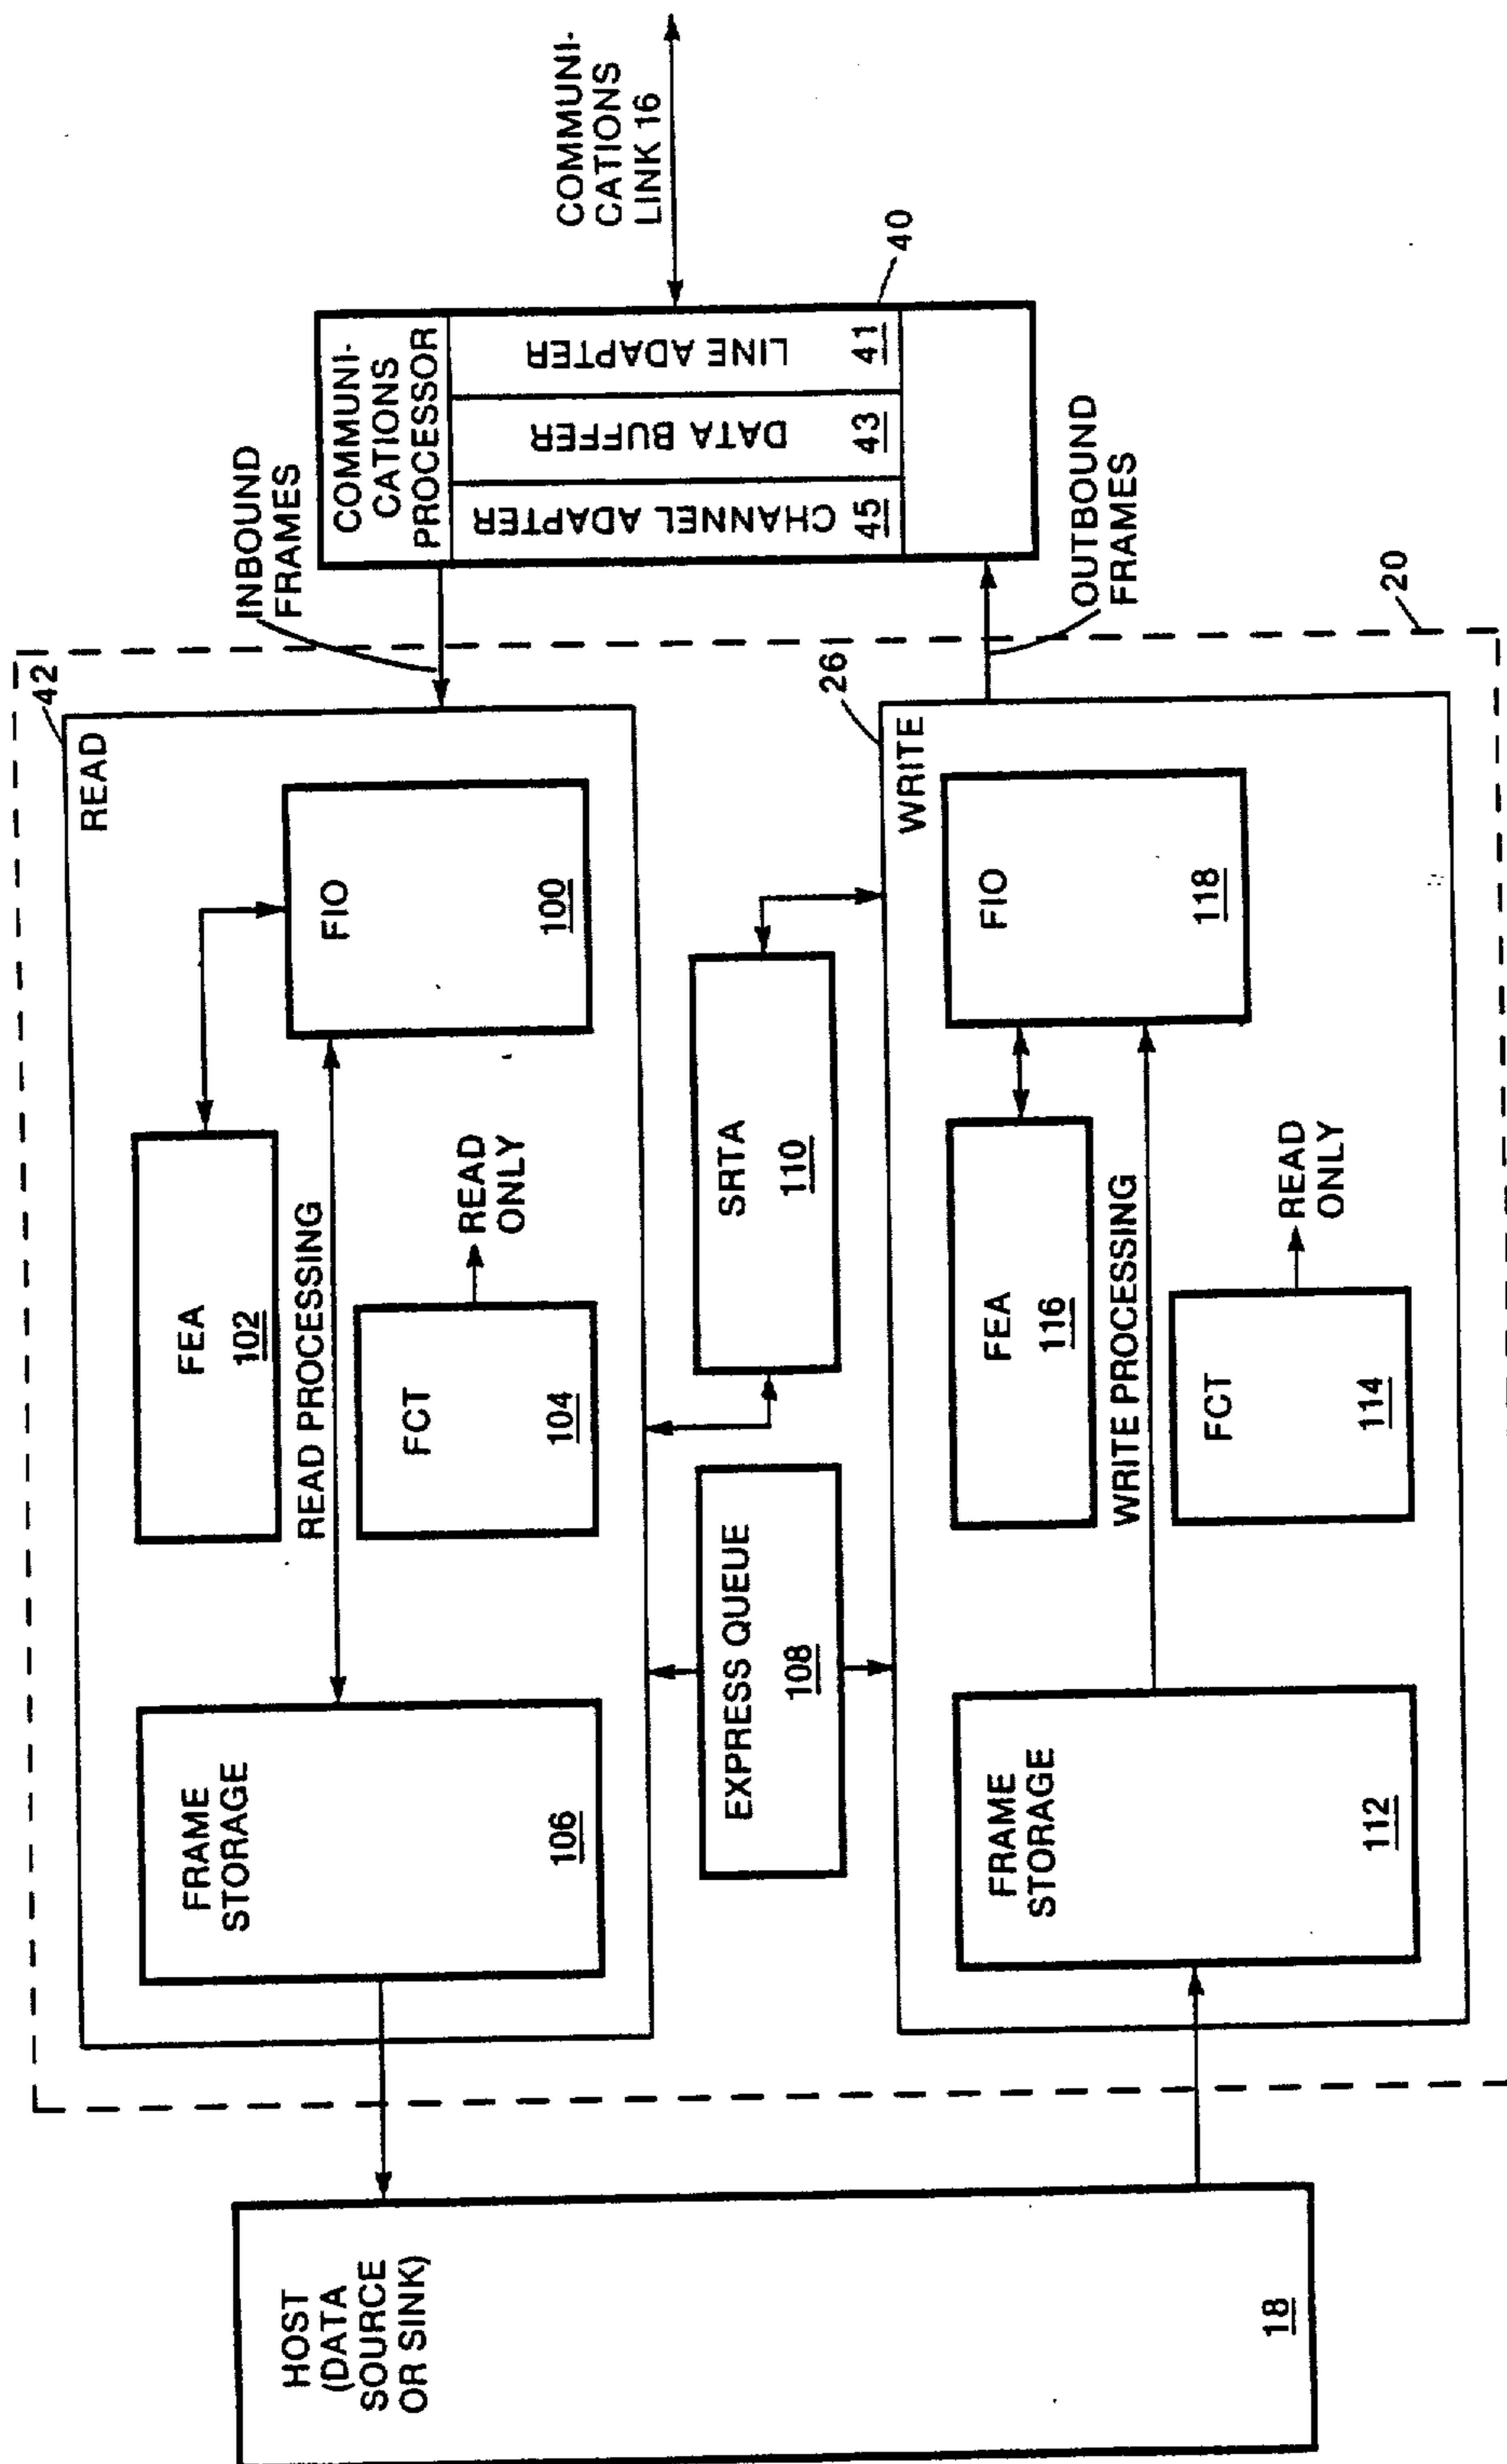 HOST
(DATA
SOURCE
OR SINK)
18
20
42
READ
FRAME
STORAGE
106
FEA
102
READ PROCESSING
FCT
104
READ
ONLY
FIO
100
EXPRESS QUEUE
108
SRTA
110
26
WRITE
FRAME
STORAGE
112
FEA
116
WRITE PROCESSING
FCT
114
READ
ONLY
FIO
118
INBOUND
FRAMES
OUTBOUND
FRAMES
COMMUNI-
CATIONS
PROCESSOR
CHANNEL ADAPTER
45
DATA BUFFER
43
LINE ADAPTER
41
40
COMMUNI-
CATIONS
LINK 16